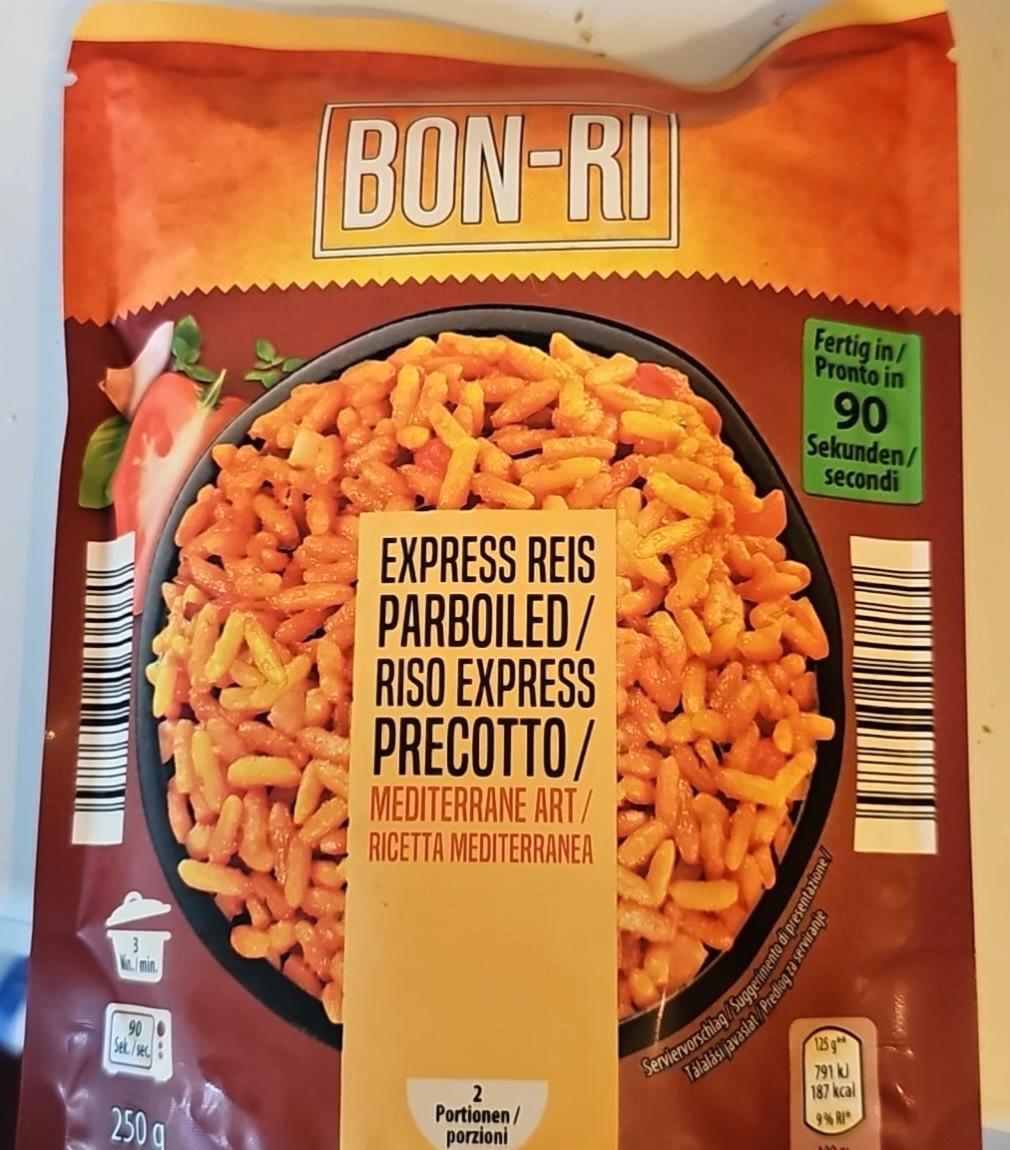 BON-RI
Fertig in /
Pronto in
90
Sekunden /
secondi
EXPRESS REIS
PARBOILED /
RISO EXPRESS
PRECOTTO /
MEDITERRANE ART /
RICETTA MEDITERRANEA
Serviervorschlag / Suggerimento di presentazione /
Tálalási javaslat / Predlog za serviranje
3
Min. / min.
90
Sek. / sec.
250 g
2
Portionen /
porzioni
125 g**
791 kJ
187 kcal
9 % RI*